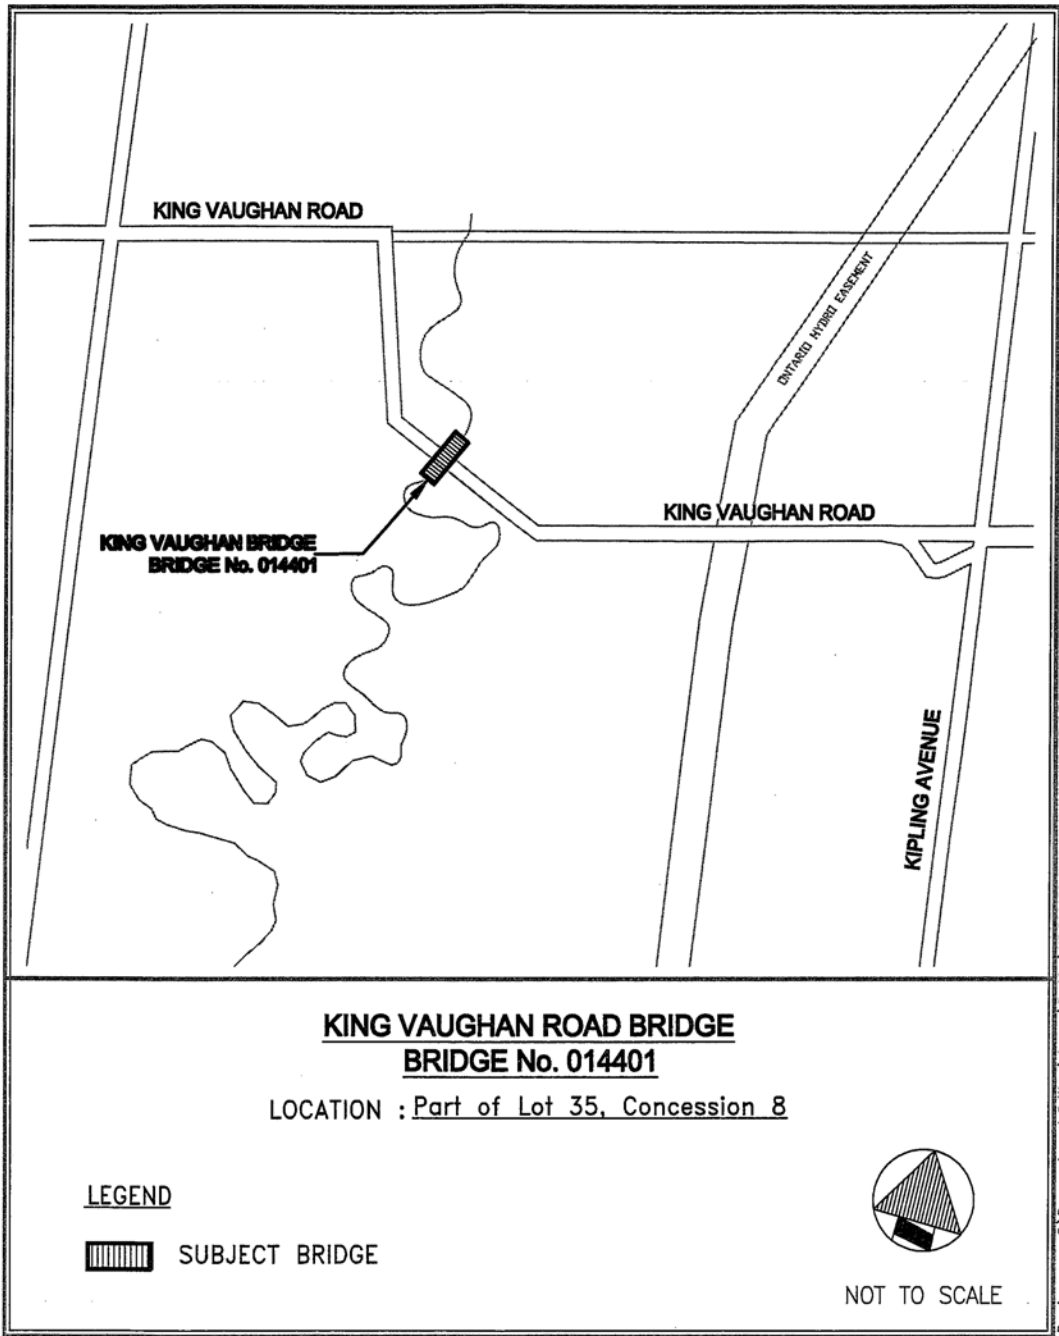 KING VAUGHAN ROAD
ONTARIO HYDRO EASEMENT
KING VAUGHAN ROAD
KING VAUGHAN BRIDGE
BRIDGE No. 014401
KIPLING AVENUE
KING VAUGHAN ROAD BRIDGE
BRIDGE No. 014401
LOCATION : Part of Lot 35, Concession 8
LEGEND
SUBJECT BRIDGE
NOT TO SCALE